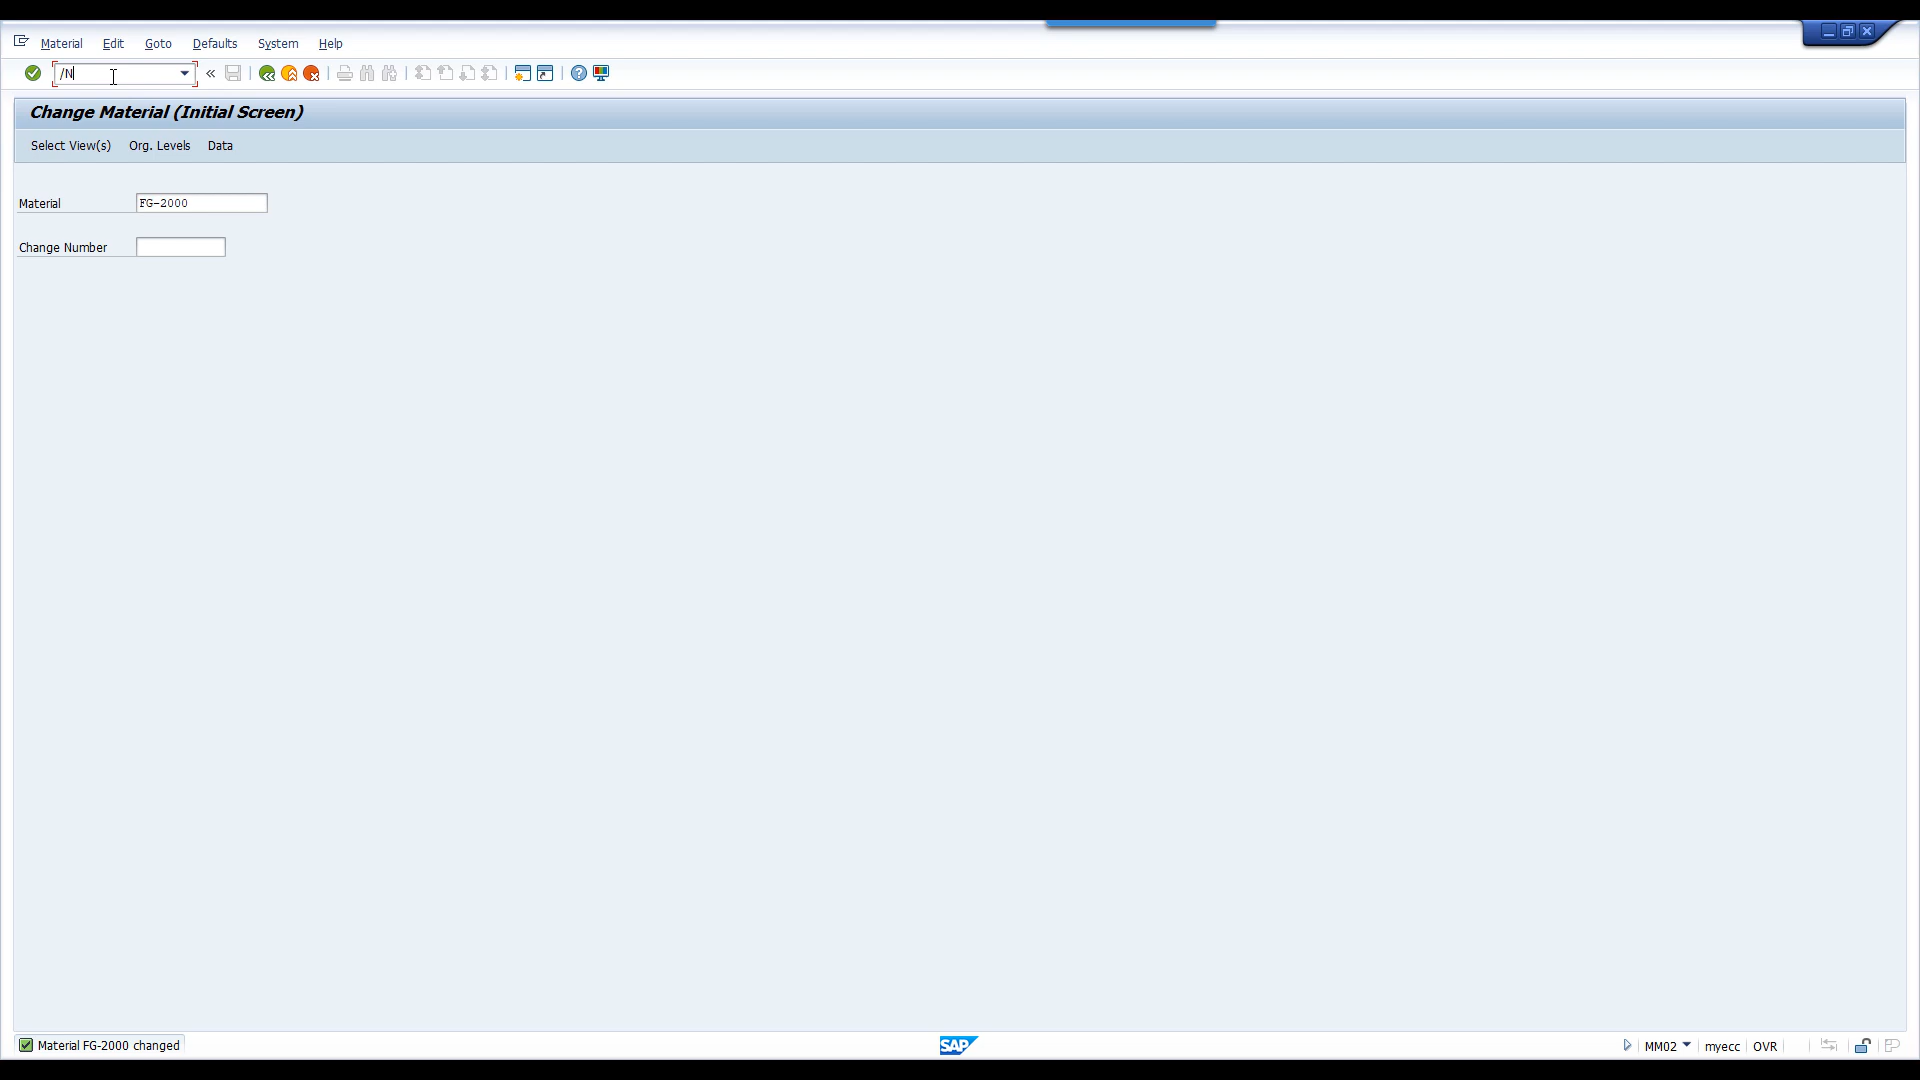 Material Edit Goto Defaults System Help
/N
Change Material (Initial Screen)
Select View(s) Org. Levels Data
Material FG-2000
Change Number
Material FG-2000 changed
SAP
MM02 myecc OVR